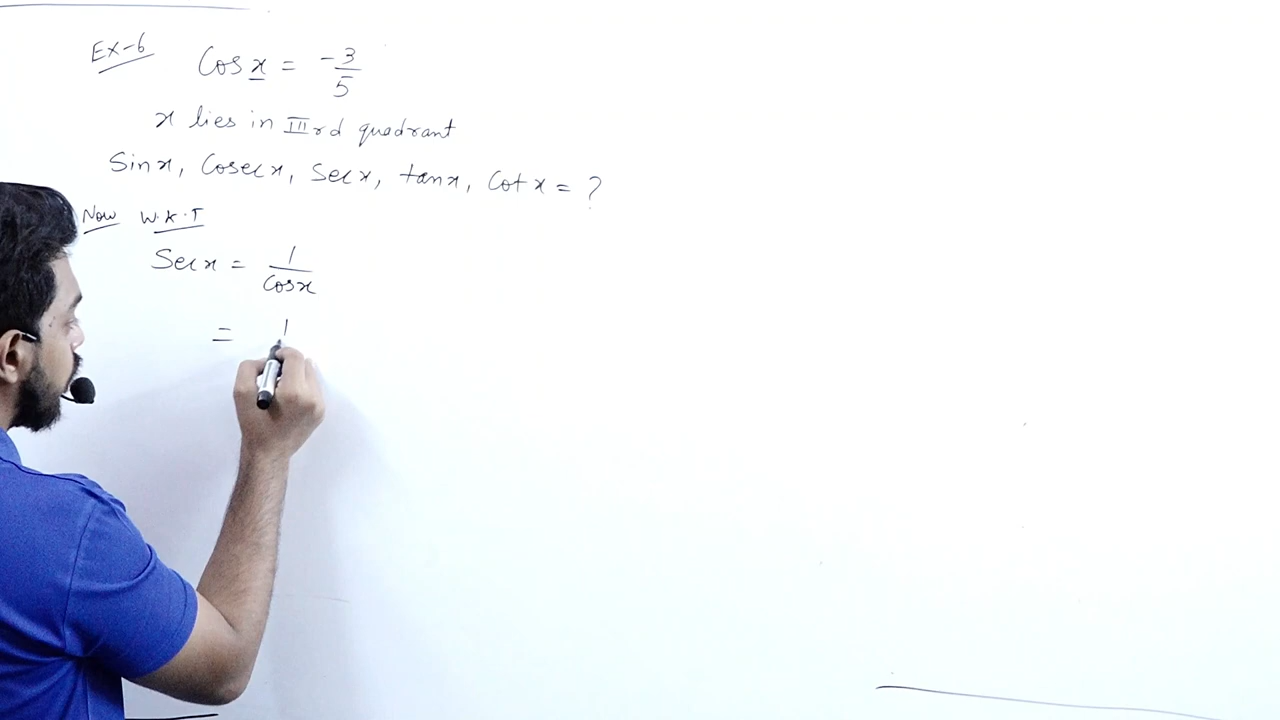 Ex-6 Cos x = -3/5
x lies in IIIrd quadrant
Sin x, Cosec x, Sec x, tan x, Cot x = ?
Now W.K.T
Sec x = 1/Cos x
= 1